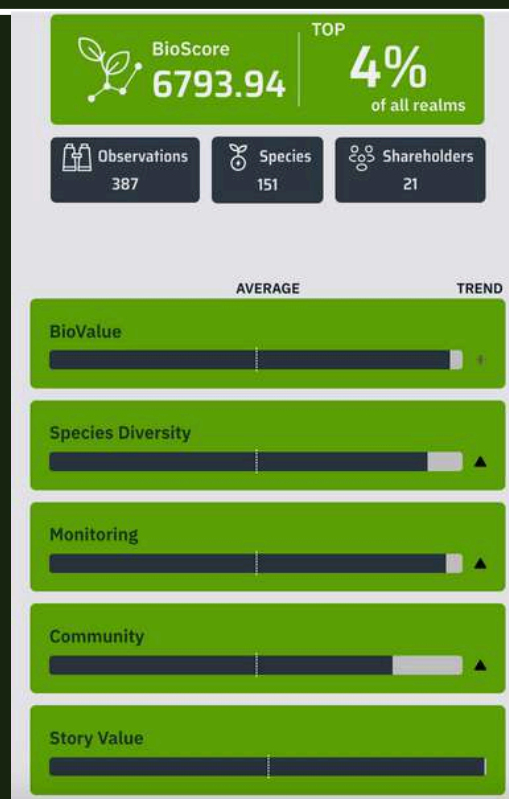 BioScore
6793.94
TOP
4%
of all realms
Observations
387
Species
151
Shareholders
21
AVERAGE
TREND
BioValue
Species Diversity
Monitoring
Community
Story Value